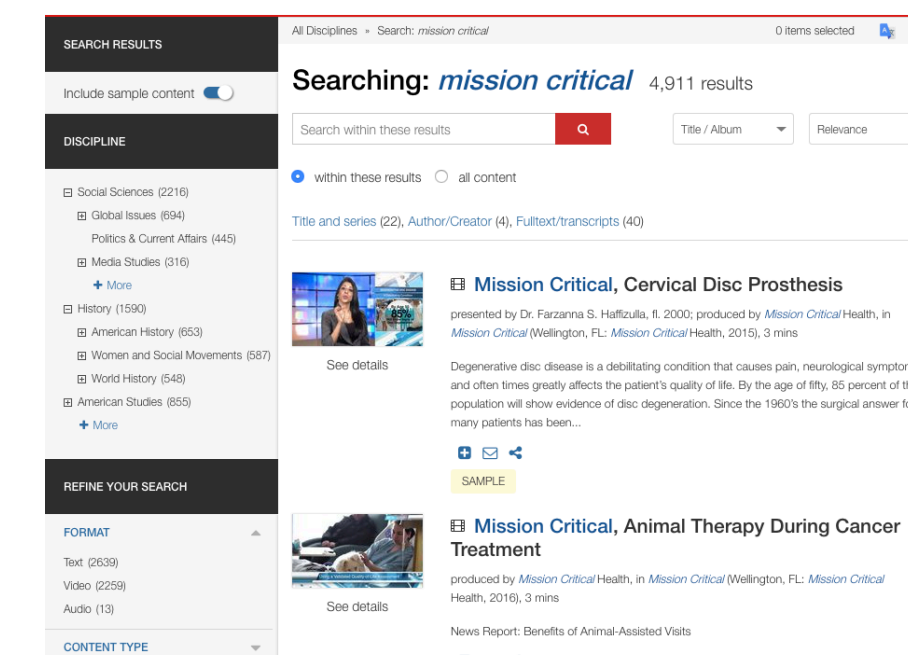 SEARCH RESULTS
Include sample content
DISCIPLINE
Social Sciences (2216)
Global Issues (694)
Politics & Current Affairs (445)
Media Studies (316)
+ More
History (1590)
American History (653)
Women and Social Movements (587)
World History (548)
American Studies (855)
+ More
REFINE YOUR SEARCH
FORMAT
Text (2639)
Video (2259)
Audio (13)
CONTENT TYPE
All Disciplines » Search: mission critical
0 items selected
Searching: mission critical 4,911 results
Search within these results
Title / Album
Relevance
within these results
all content
Title and series (22), Author/Creator (4), Fulltext/transcripts (40)
85%
See details
Mission Critical, Cervical Disc Prosthesis
presented by Dr. Farzanna S. Haffizulla, fl. 2000; produced by Mission Critical Health, in
Mission Critical (Wellington, FL: Mission Critical Health, 2015), 3 mins
Degenerative disc disease is a debilitating condition that causes pain, neurological
and often times greatly affects the patient's quality of life. By the age of fifty, 85 percent of
population will show evidence of disc degeneration. Since the 1960's the surgical answer
many patients has been...
SAMPLE
See details
Mission Critical, Animal Therapy During Cancer
Treatment
produced by Mission Critical Health, in Mission Critical (Wellington, FL: Mission Critical
Health, 2016), 3 mins
News Report: Benefits of Animal-Assisted Visits